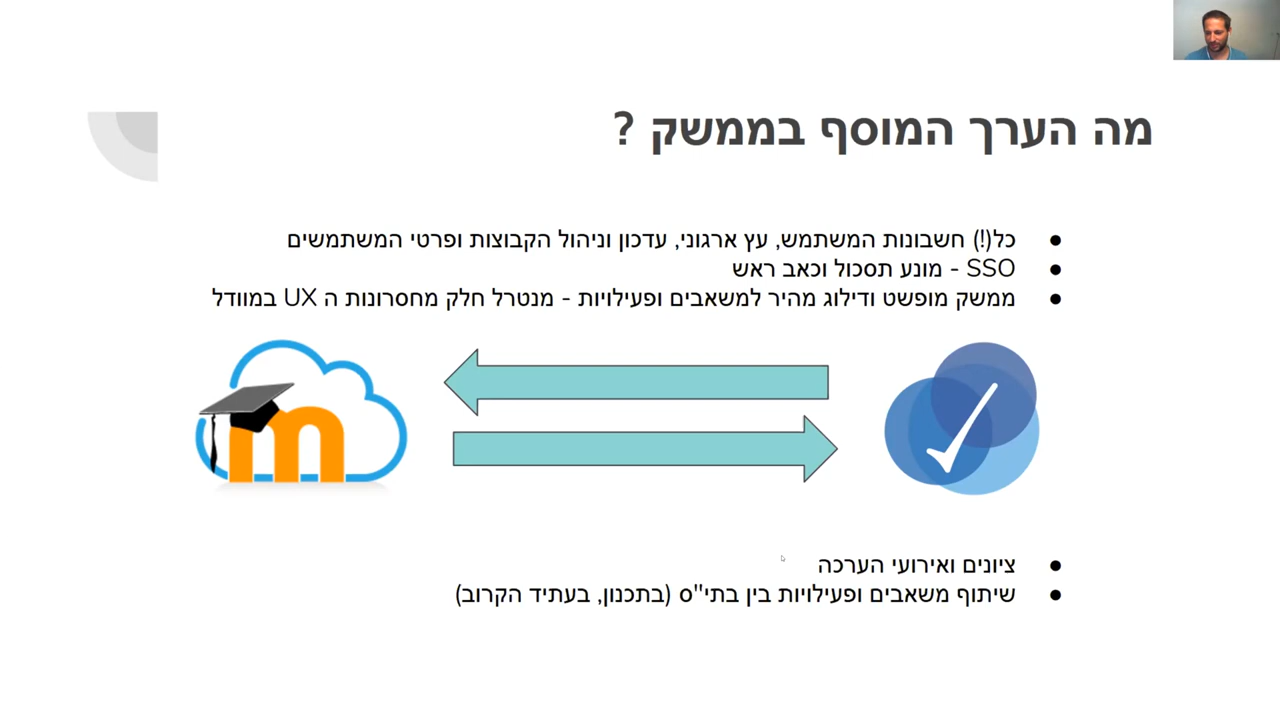 מה הערך המוסף בממשק ?
● כל(!) חשבונות המשתמש, עץ ארגוני, עדכון וניהול הקבוצות ופרטי המשתמשים
● SSO - מונע תסכול וכאב ראש
● ממשק מופשט ודילוג מהיר למשאבים ופעילויות - מנטרל חלק מחסרונות ה UX במוודל
m
● ציונים ואירועי הערכה
● שיתוף משאבים ופעילויות בין בתי"ס (בתכנון, בעתיד הקרוב)